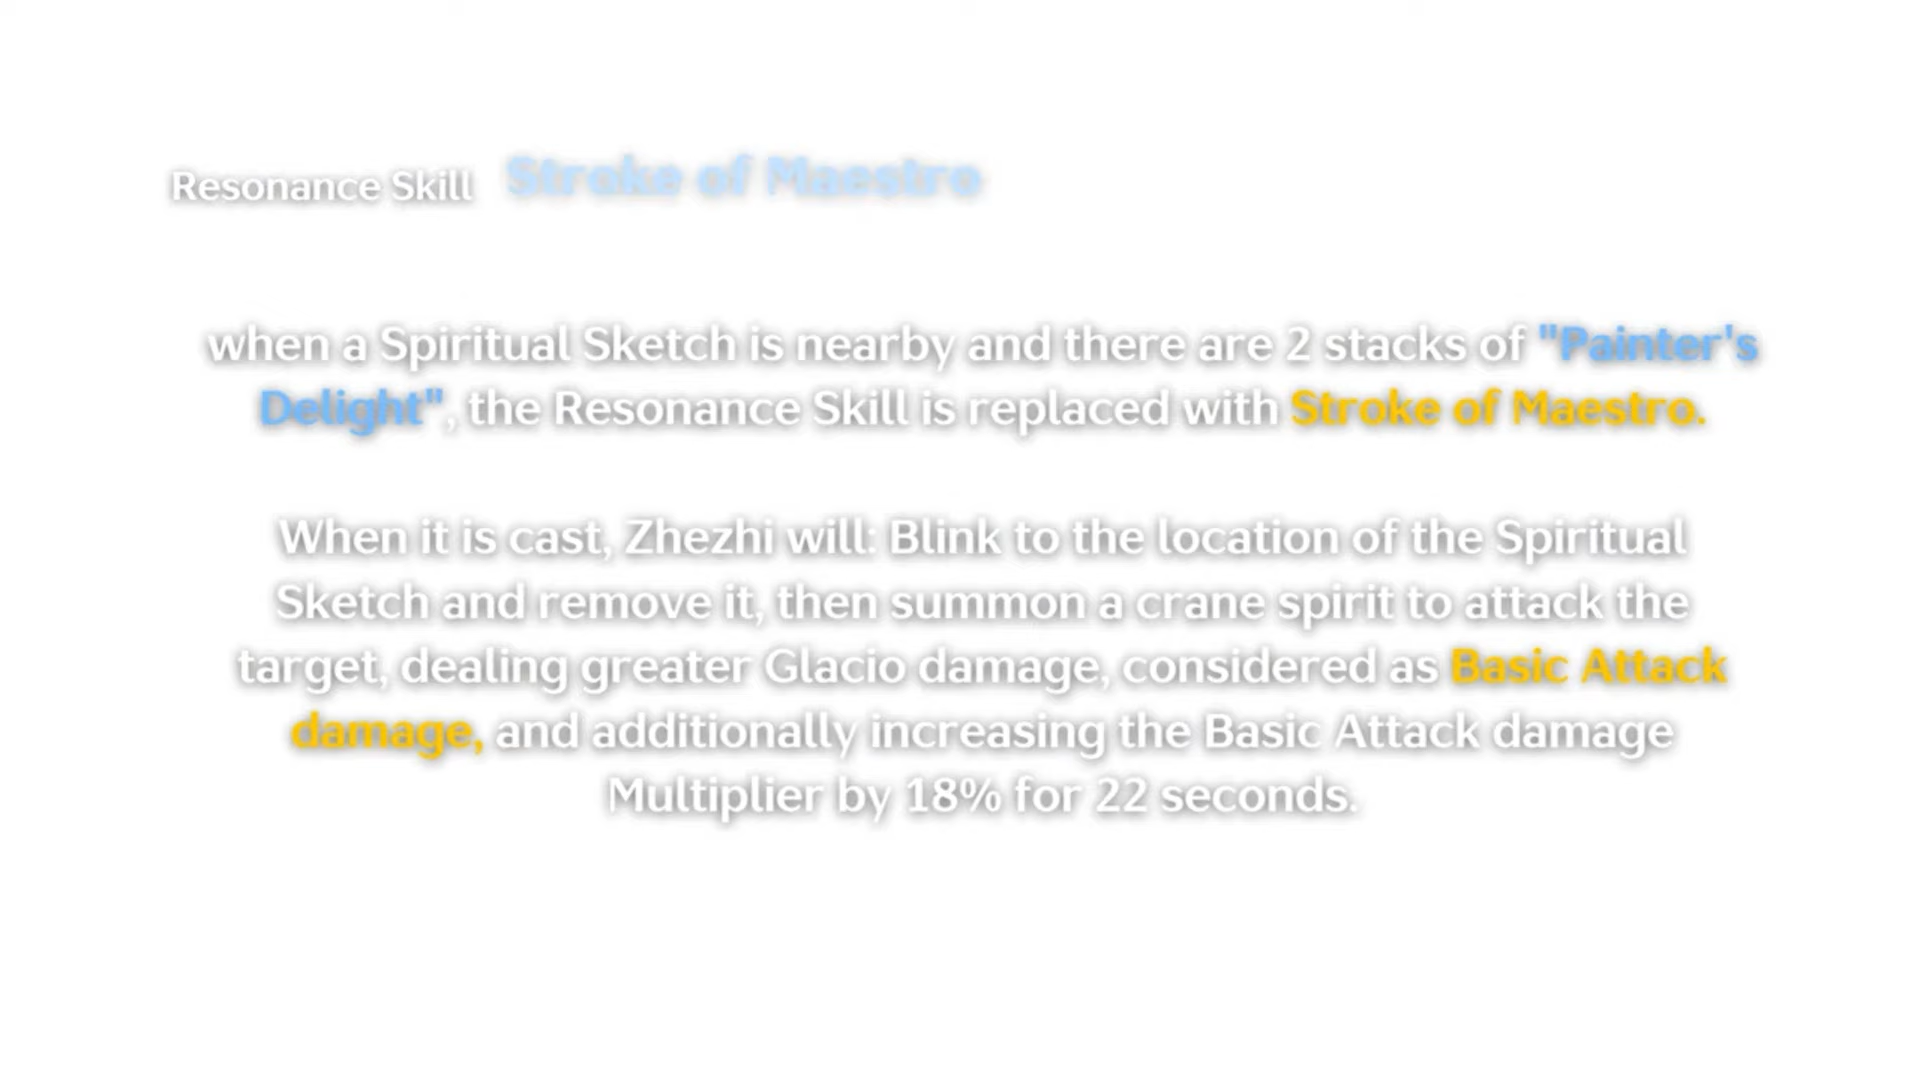 Resonance Skill Stroke of Maestro
when a Spiritual Sketch is nearby and there are 2 stacks of "Painter's
Delight", the Resonance Skill is replaced with Stroke of Maestro.
When it is cast, Zhezhi will: Blink to the location of the Spiritual
Sketch and remove it, then summon a crane spirit to attack the
target, dealing greater Glacio damage, considered as Basic Attack
damage, and additionally increasing the Basic Attack damage
Multiplier by 18% for 22 seconds.